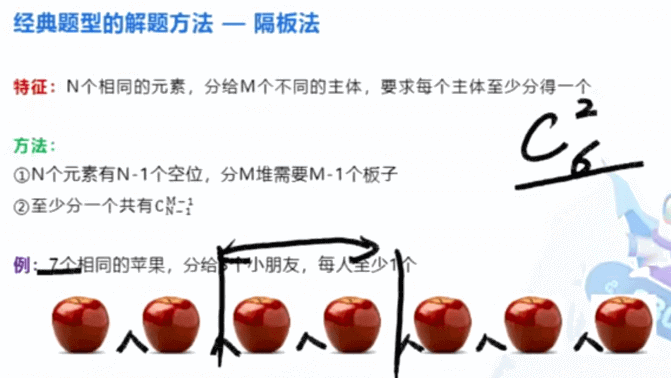 经典题型的解题方法 — 隔板法
特征：N个相同的元素，分给M个不同的主体，要求每个主体至少分得一个
C_6^2
方法：
①N个元素有N-1个空位，分M堆需要M-1个板子
②至少分一个共有C_{N-1}^{M-1}
例：7个相同的苹果，分给3个小朋友，每人至少1个